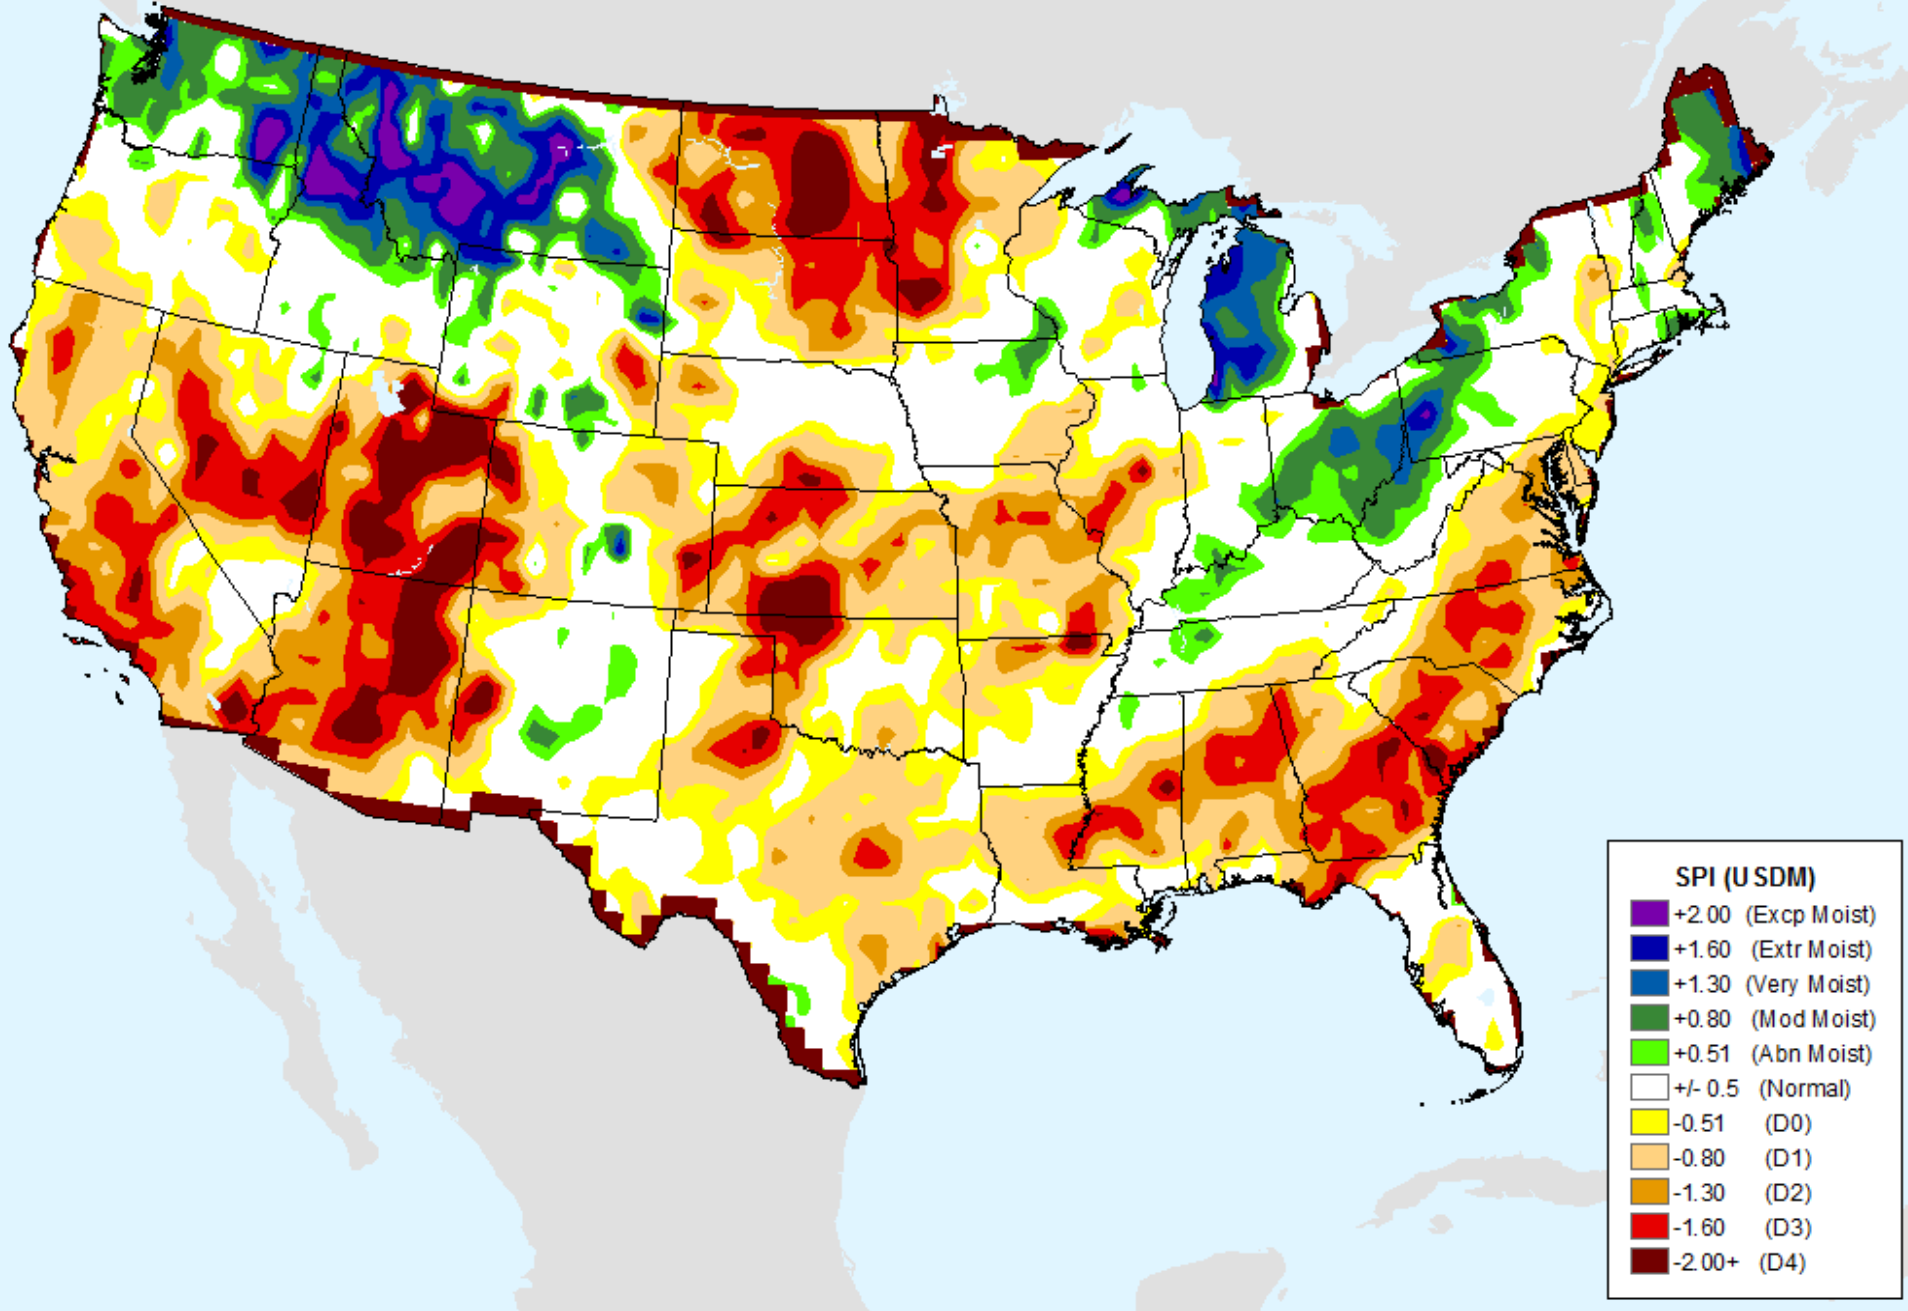 SPI (USDM)
+2.00 (Excp Moist)
+1.60 (Extr Moist)
+1.30 (Very Moist)
+0.80 (Mod Moist)
+0.51 (Abn Moist)
+/- 0.5 (Normal)
-0.51 (D0)
-0.80 (D1)
-1.30 (D2)
-1.60 (D3)
-2.00+ (D4)